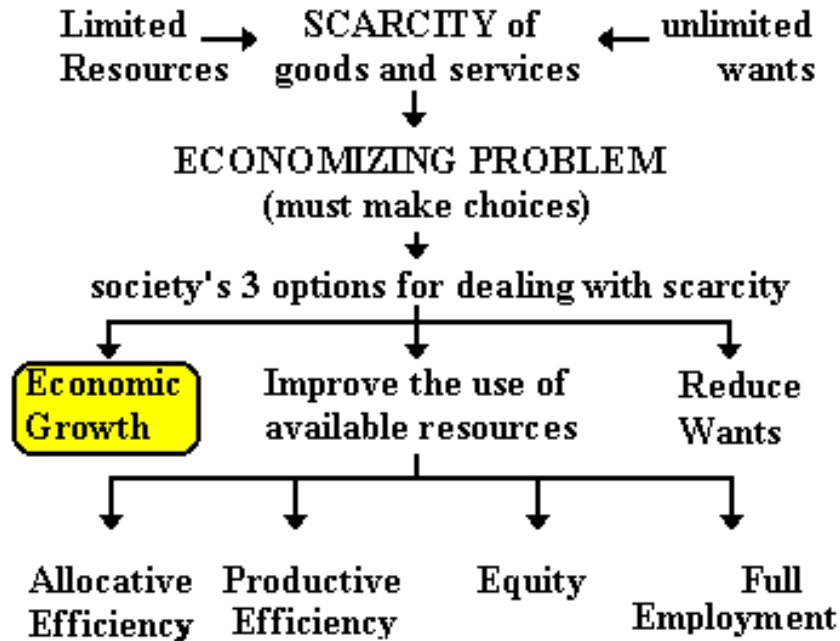 Limited
Resources
SCARCITY of
goods and services
unlimited
wants
ECONOMIZING PROBLEM
(must make choices)
society's 3 options for dealing with scarcity
Economic
Growth
Improve the use of
available resources
Reduce
Wants
Allocative
Efficiency
Productive
Efficiency
Equity
Full
Employment